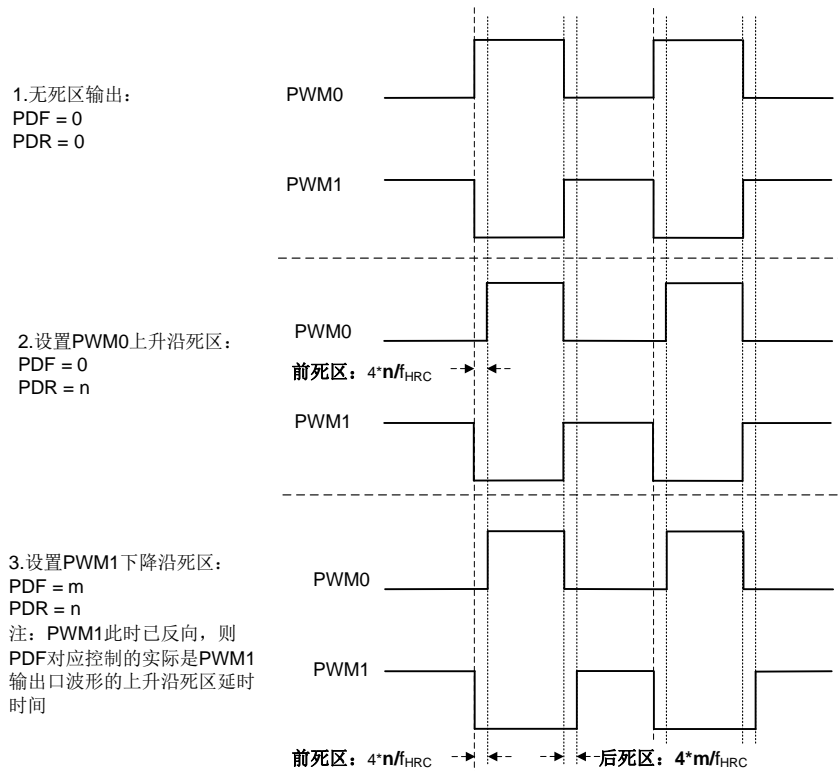 1.无死区输出：
PDF = 0
PDR = 0
PWM0
PWM1
2.设置PWM0上升沿死区：
PDF = 0
PDR = n
PWM0
前死区：4*n/fHRC
PWM1
3.设置PWM1下降沿死区：
PDF = m
PDR = n
注：PWM1此时已反向，则
PDF对应控制的实际是PWM1
输出口波形的上升沿死区延时
时间
PWM0
PWM1
前死区：4*n/fHRC
后死区：4*m/fHRC